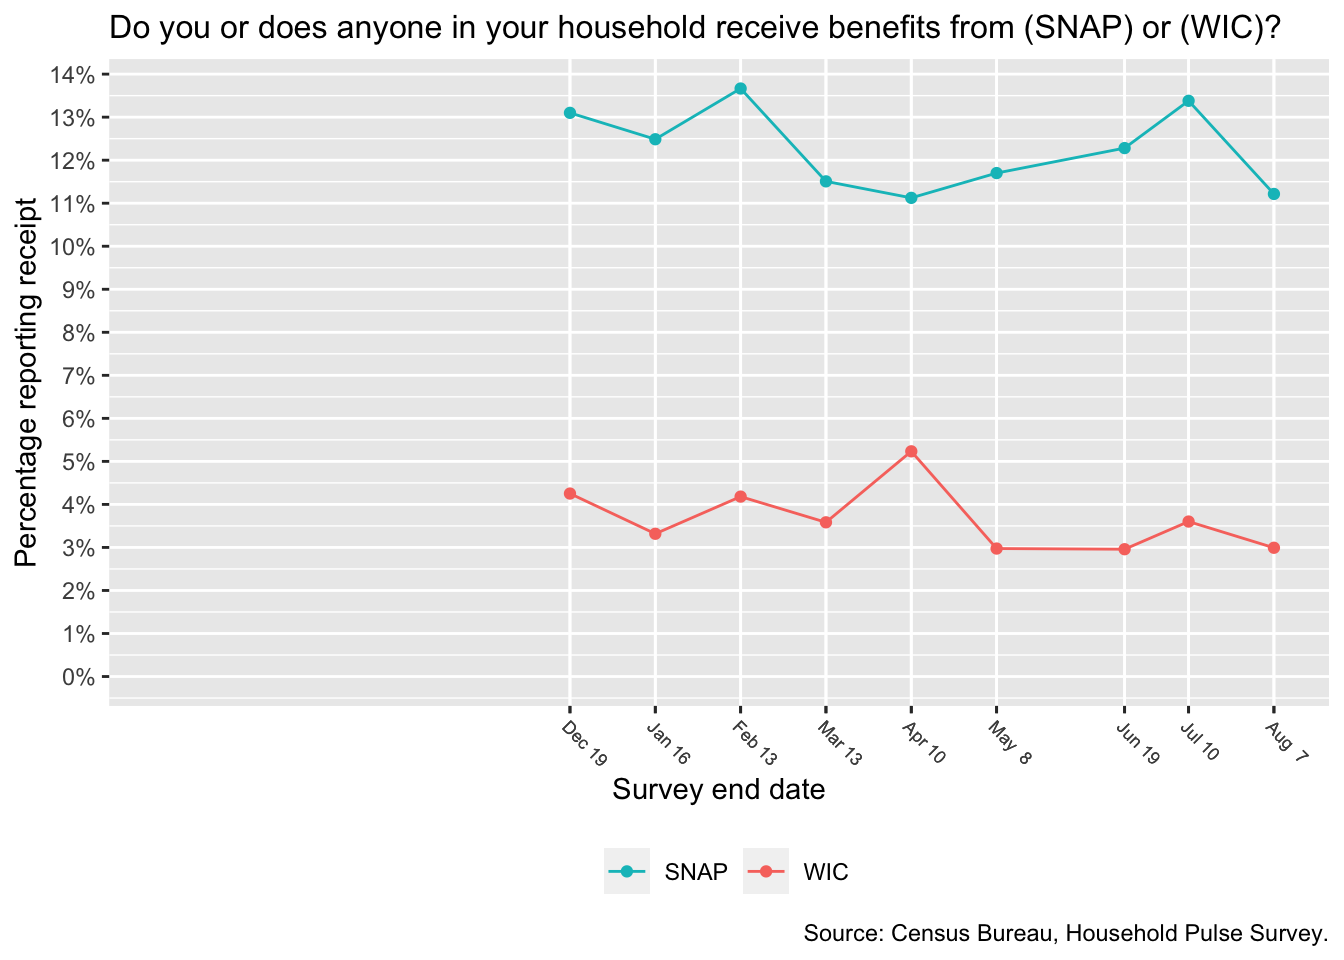 Do you or does anyone in your household receive benefits from (SNAP) or (WIC)?
14%
13%
12%
11%
10%
9%
8%
7%
6%
5%
4%
3%
2%
1%
0%
Percentage reporting receipt
Dec 19
Jan 16
Feb 13
Mar 13
Apr 10
May 8
Jun 19
Jul 10
Aug 7
Survey end date
SNAP
WIC
Source: Census Bureau, Household Pulse Survey.